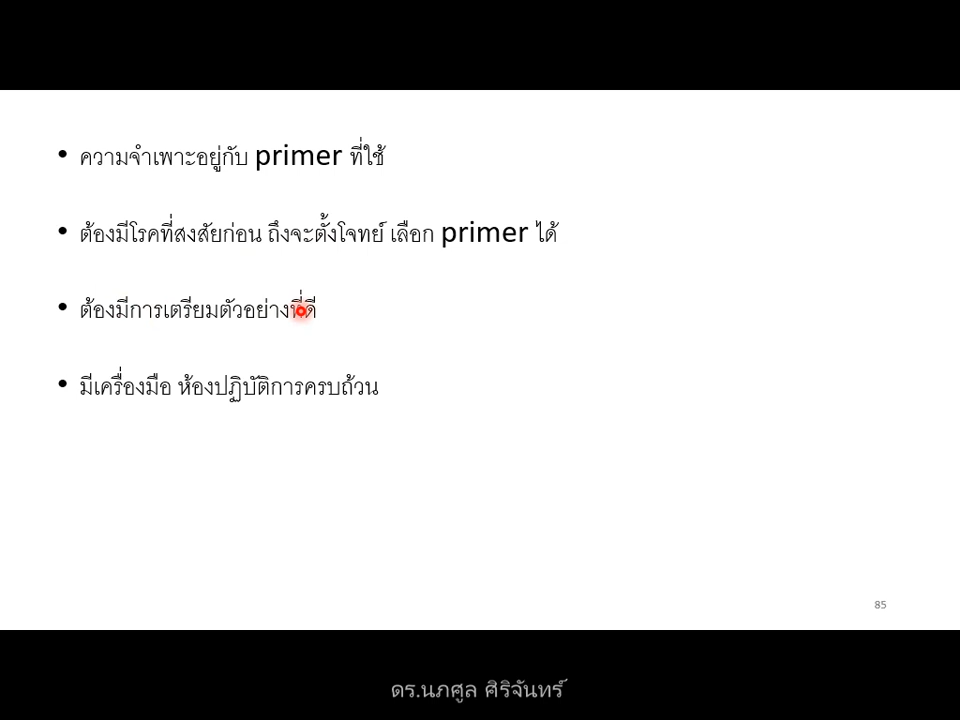 • ความจำเพาะอยู่กับ primer ที่ใช้
• ต้องมีโรคที่สงสัยก่อน ถึงจะตั้งโจทย์ เลือก primer ได้
• ต้องมีการเตรียมตัวอย่างที่ดี
• มีเครื่องมือ ห้องปฏิบัติการครบถ้วน
85
ดร.นภศูล ศิริจันทร์